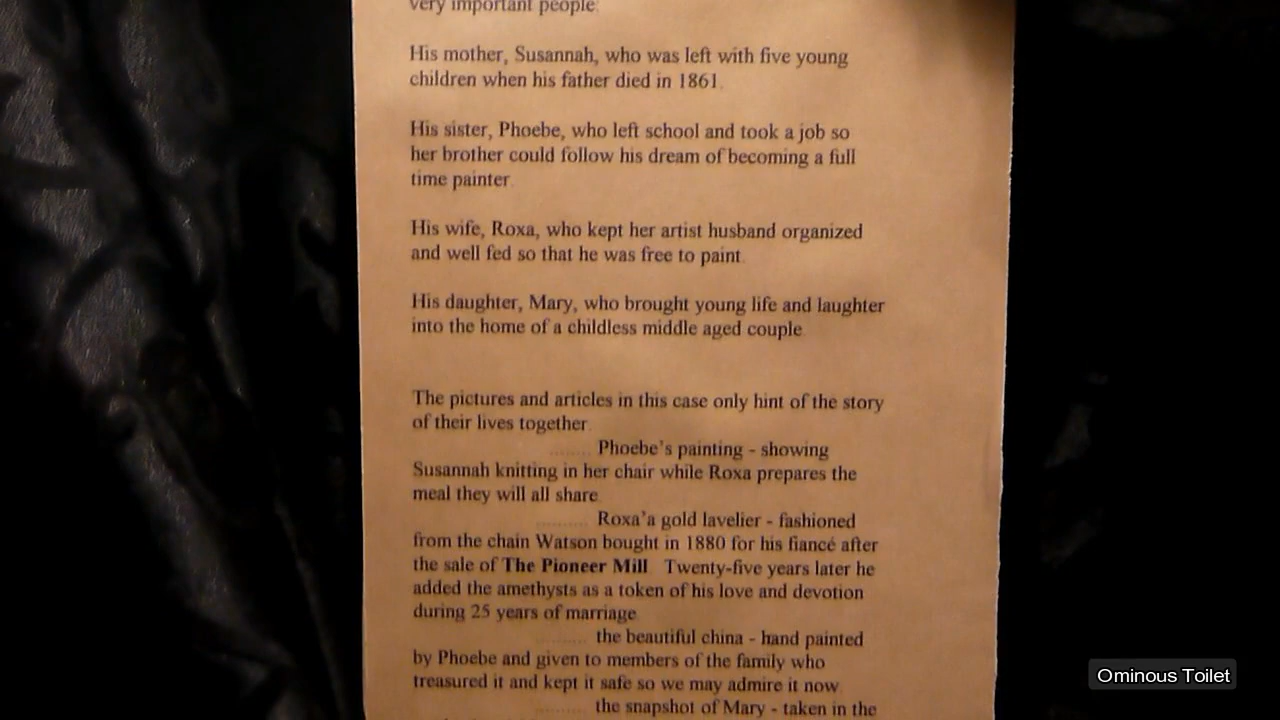 very important people:
His mother, Susannah, who was left with five young
children when his father died in 1861.
His sister, Phoebe, who left school and took a job so
her brother could follow his dream of becoming a full
time painter.
His wife, Roxa, who kept her artist husband organized
and well fed so that he was free to paint.
His daughter, Mary, who brought young life and laughter
into the home of a childless middle aged couple.
The pictures and articles in this case only hint of the story
of their lives together.
......... Phoebe's painting - showing
Susannah knitting in her chair while Roxa prepares the
meal they will all share.
........... Roxa'a gold lavelier - fashioned
from the chain Watson bought in 1880 for his fiancé after
the sale of The Pioneer Mill. Twenty-five years later he
added the amethysts as a token of his love and devotion
during 25 years of marriage.
........... the beautiful china - hand painted
by Phoebe and given to members of the family who
treasured it and kept it safe so we may admire it now.
........... the snapshot of Mary - taken in the
Ominous Toilet